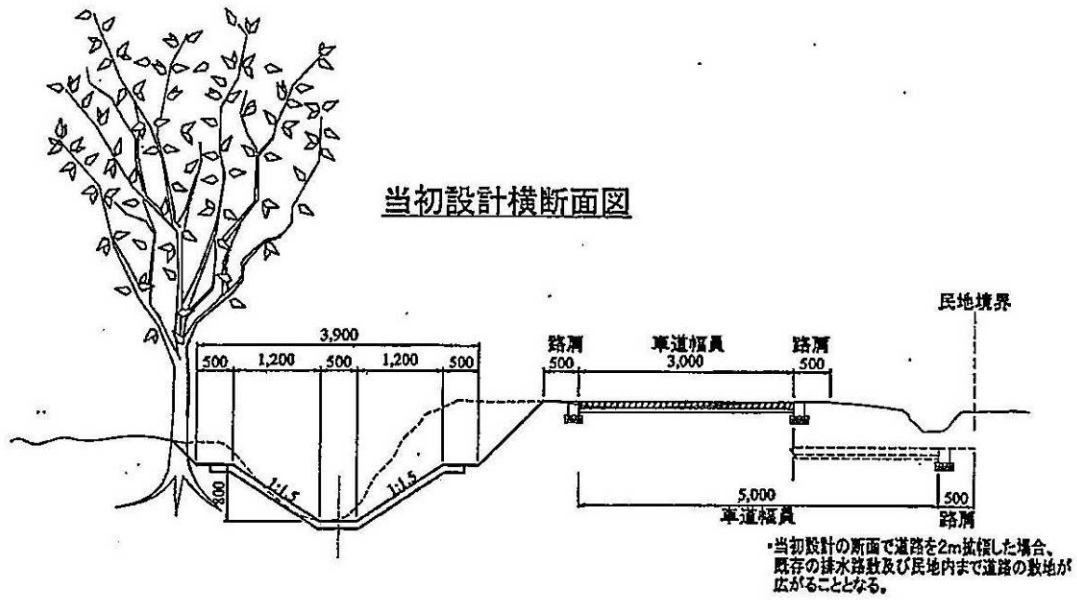 当初設計横断面図
民地境界
3,900
500 1,200 500 1,200 500
路肩 車道幅員 路肩
500 3,000 500
1:1.5 1:1.5
800
5,000 500
車道幅員 路肩
・当初設計の断面で道路を2m拡幅した場合、
既存の排水路敷及び民地内まで道路の敷地が
広がることとなる。